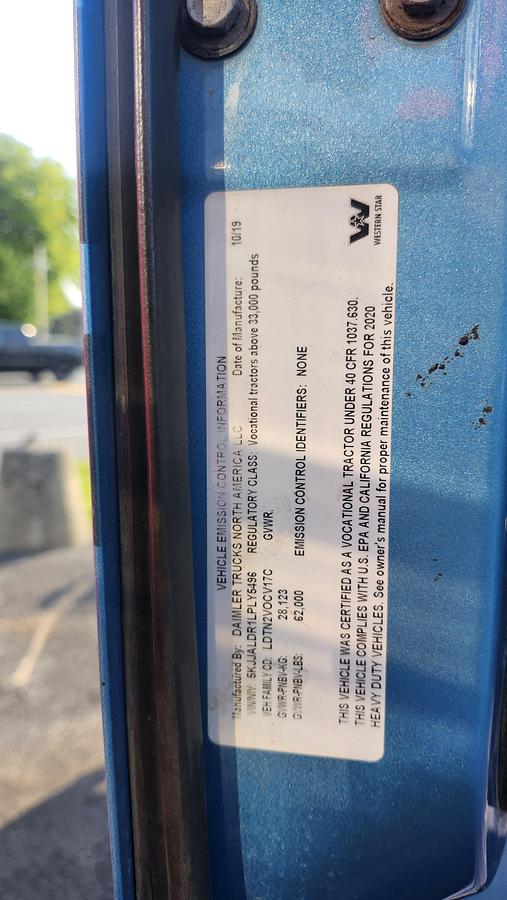 VEHICLE EMISSION CONTROL INFORMATION
Manufactured By: DAIMLER TRUCKS NORTH AMERICA LLC Date of Manufacture: 10/19
VIN/NIV: 5KJJALDR1LPLY5496 REGULATORY CLASS: Vocational tractors above 33,000 pounds
VEH FAMILY CD: LDTN2VOCV17C GVWR.
GVWR-PNBV-KG: 28,123
GVWR-PNBV-LBS: 62,000 EMISSION CONTROL IDENTIFIERS: NONE
THIS VEHICLE WAS CERTIFIED AS A VOCATIONAL TRACTOR UNDER 40 CFR 1037.630.
THIS VEHICLE COMPLIES WITH U.S. EPA AND CALIFORNIA REGULATIONS FOR 2020
HEAVY DUTY VEHICLES. See owner's manual for proper maintenance of this vehicle.
WESTERN STAR